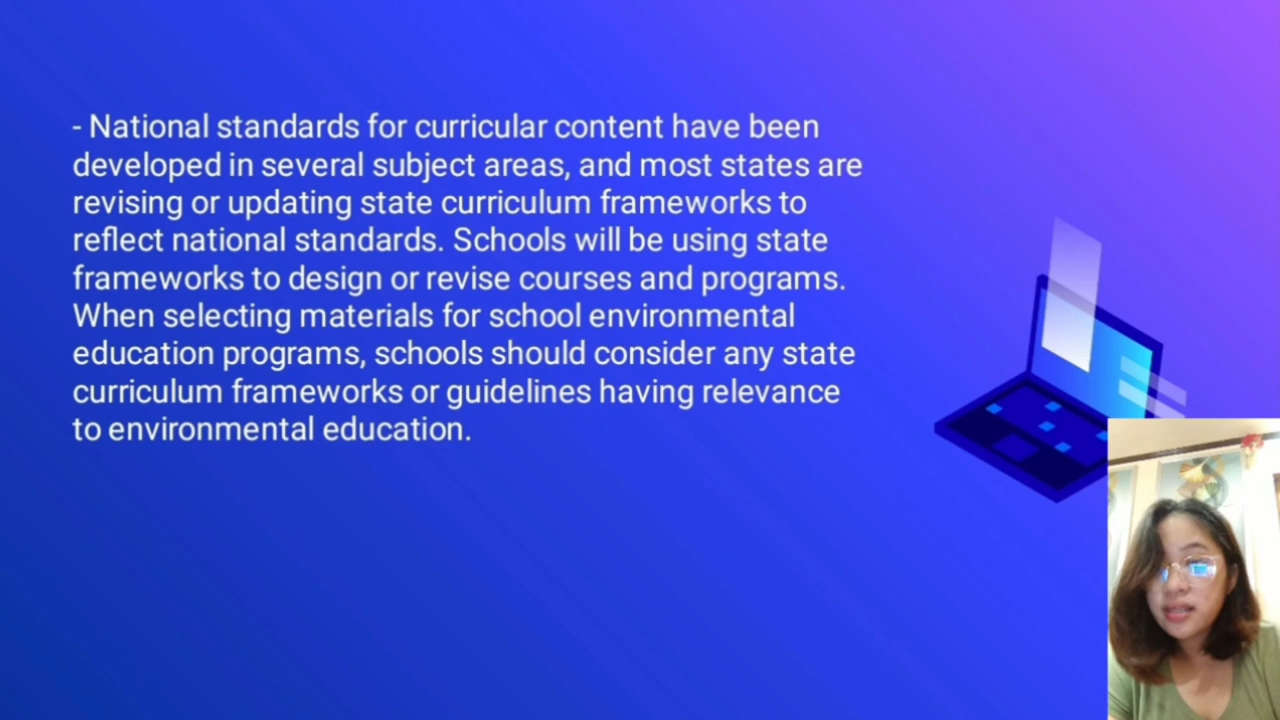 - National standards for curricular content have been
developed in several subject areas, and most states are
revising or updating state curriculum frameworks to
reflect national standards. Schools will be using state
frameworks to design or revise courses and programs.
When selecting materials for school environmental
education programs, schools should consider any state
curriculum frameworks or guidelines having relevance
to environmental education.